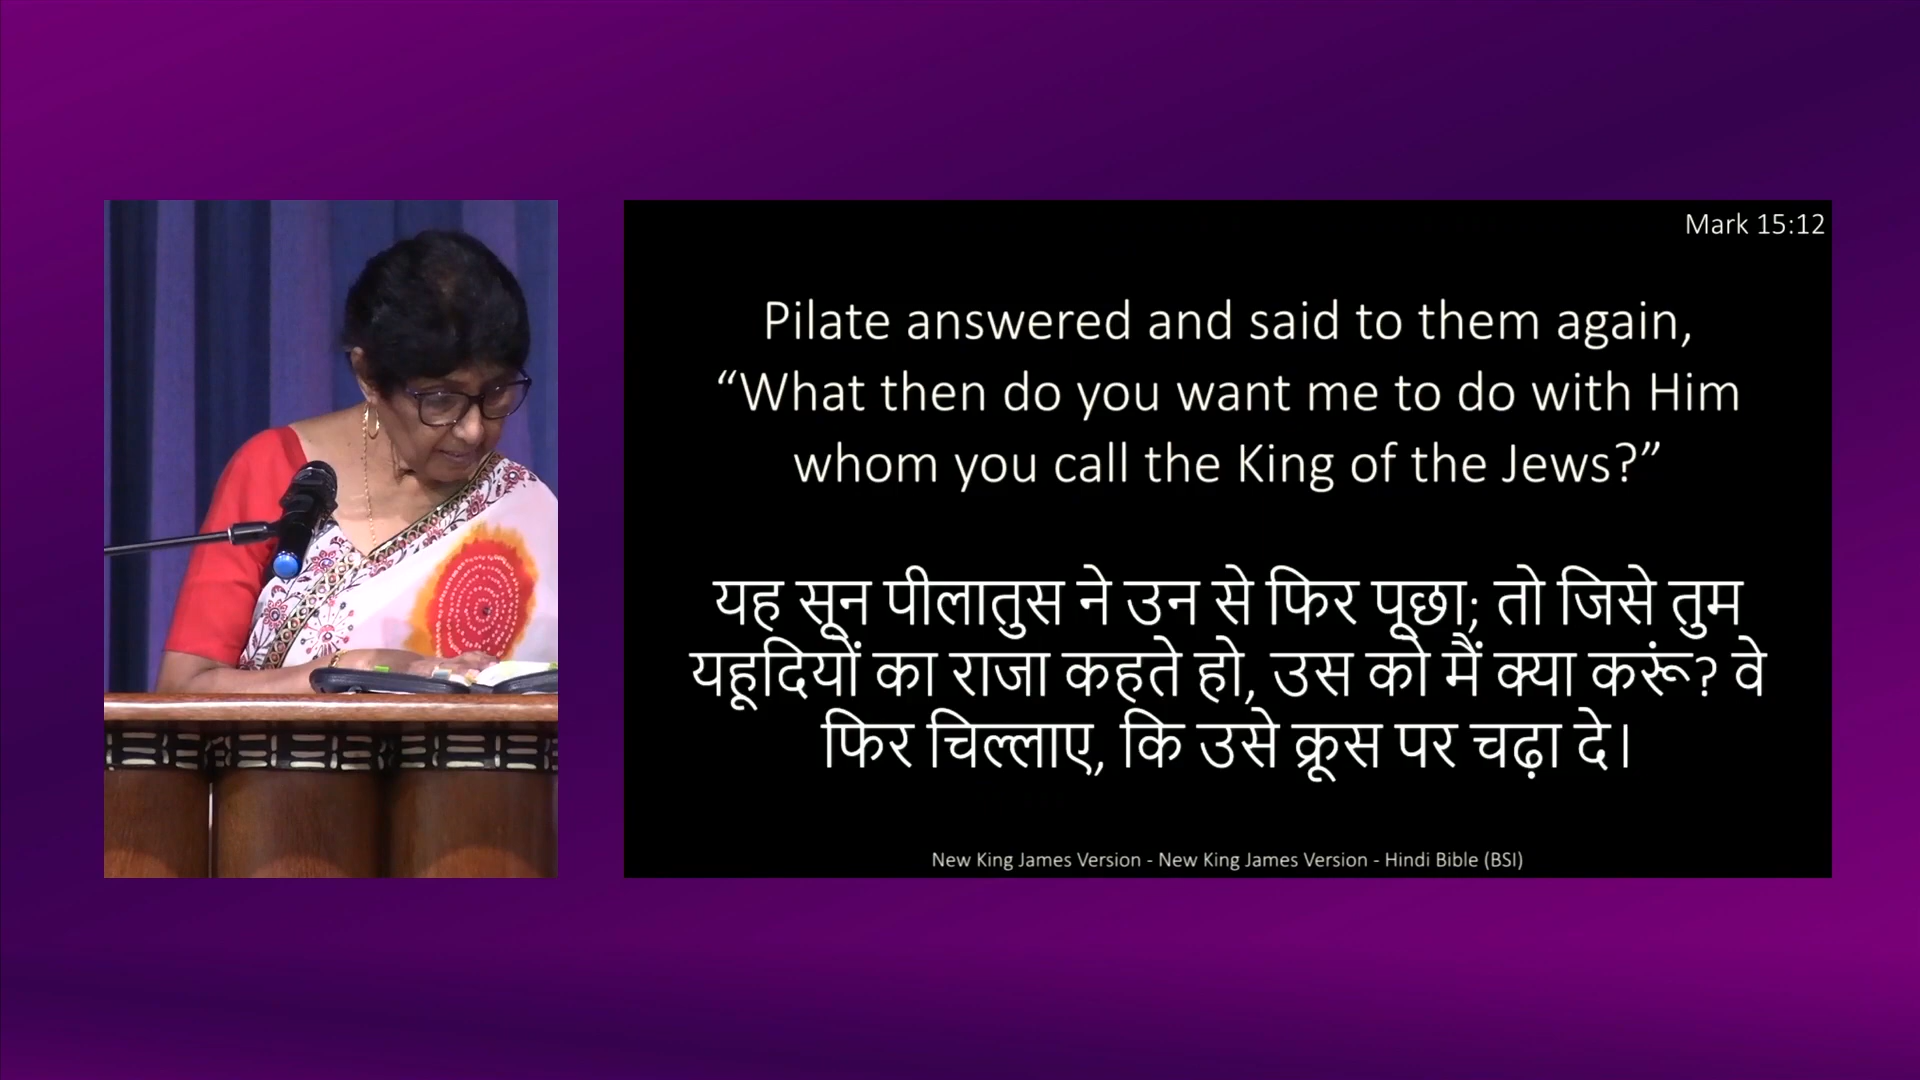 Mark 15:12
Pilate answered and said to them again,
“What then do you want me to do with Him
whom you call the King of the Jews?”
यह सून पीलातुस ने उन से फिर पूछा; तो जिसे तुम
यहूदियों का राजा कहते हो, उस को मैं क्या करूं? वे
फिर चिल्लाए, कि उसे क्रूस पर चढ़ा दे।
New King James Version - New King James Version - Hindi Bible (BSI)